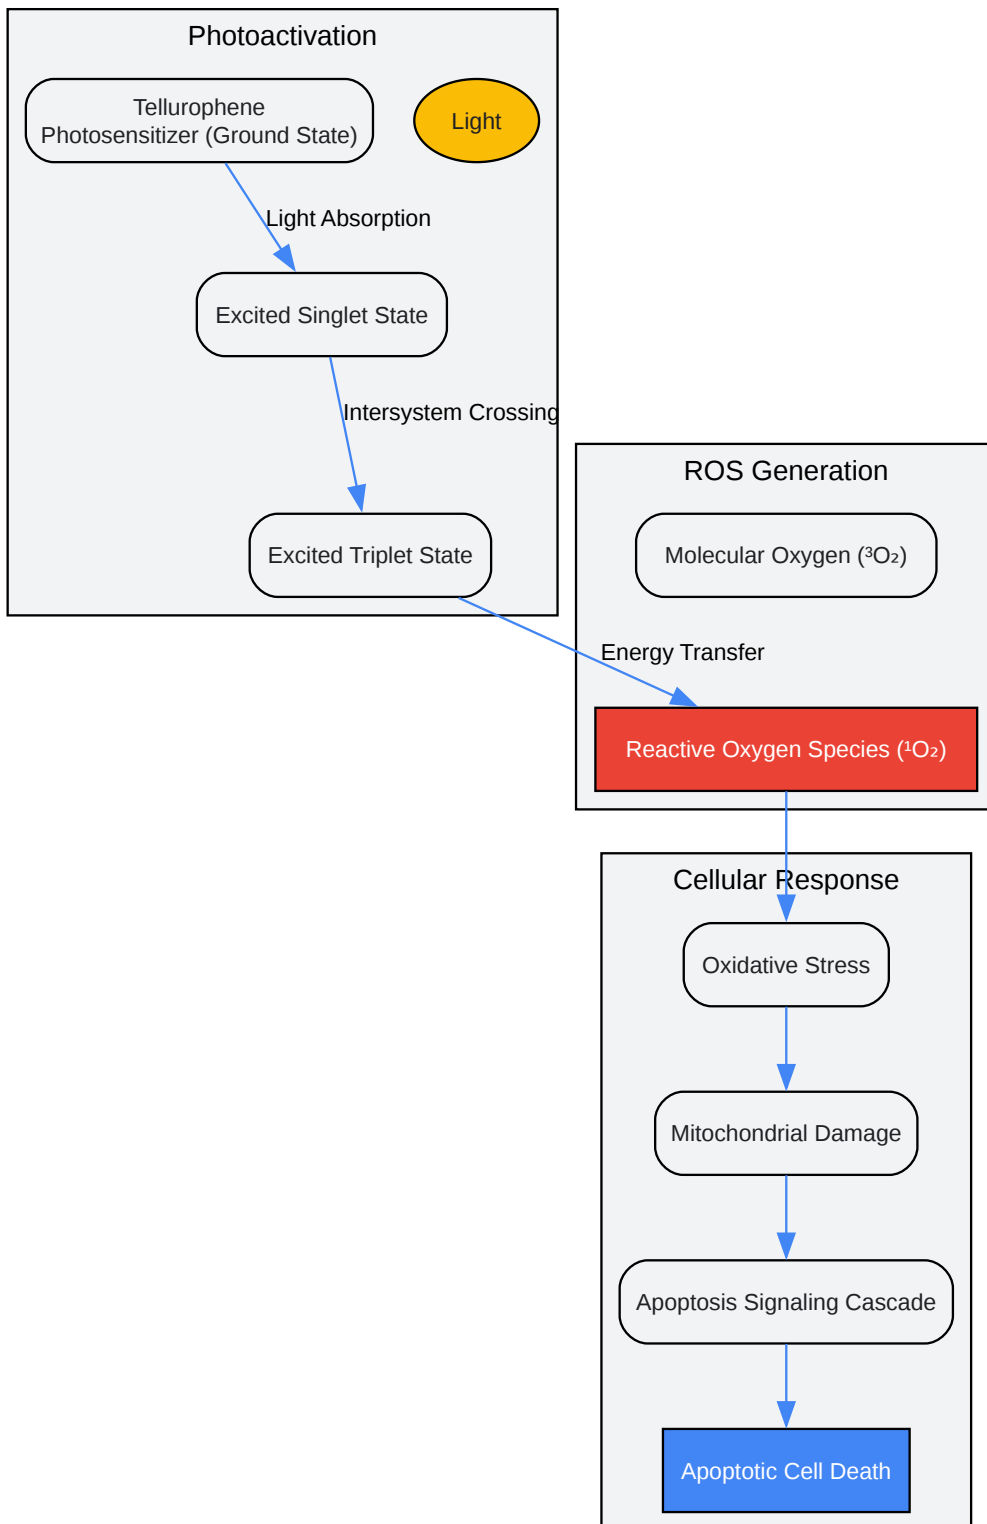 Photoactivation
Tellurophene
Photosensitizer (Ground State)
Light
Light Absorption
Excited Singlet State
Intersystem Crossing
Excited Triplet State
ROS Generation
Molecular Oxygen (³O₂)
Energy Transfer
Reactive Oxygen Species (¹O₂)
Cellular Response
Oxidative Stress
Mitochondrial Damage
Apoptosis Signaling Cascade
Apoptotic Cell Death